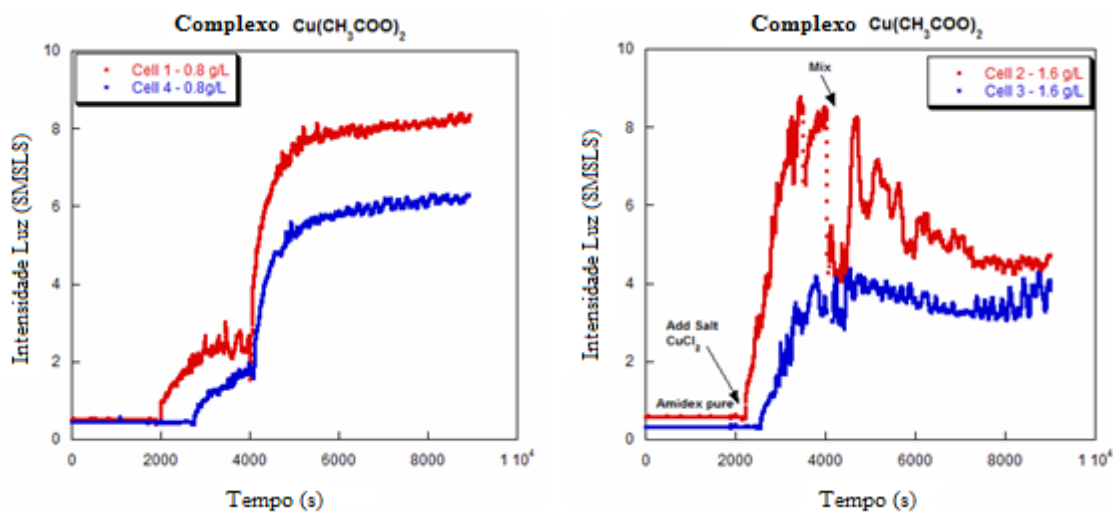 Complexo Cu(CH₃COO)₂
Cell 1 - 0.8 g/L
Cell 4 - 0.8g/L
Intensidade Luz (SMSLS)
10
8
6
4
2
0
0 2000 4000 6000 8000 1 10⁴
Tempo (s)
Complexo Cu(CH₃COO)₂
Cell 2 - 1.6 g/L
Cell 3 - 1.6 g/L
Mix
Add Salt
CuCl₂
Amidex pure
Intensidade Luz (SMSLS)
10
8
6
4
2
0
0 2000 4000 6000 8000 1 10⁴
Tempo (s)